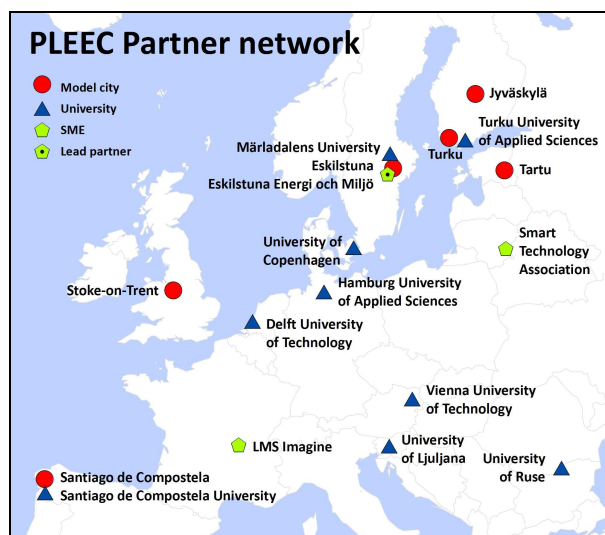 PLEEC Partner network
Model city
University
SME
Lead partner
Jyväskylä
Turku University
of Applied Sciences
Turku
Märladalens University
Eskilstuna
Eskilstuna Energi och Miljö
Tartu
University of
Copenhagen
Smart
Technology
Association
Stoke-on-Trent
Hamburg University
of Applied Sciences
Delft University
of Technology
Vienna University
of Technology
LMS Imagine
University
of Ljuljana
University
of Ruse
Santiago de Compostela
Santiago de Compostela University